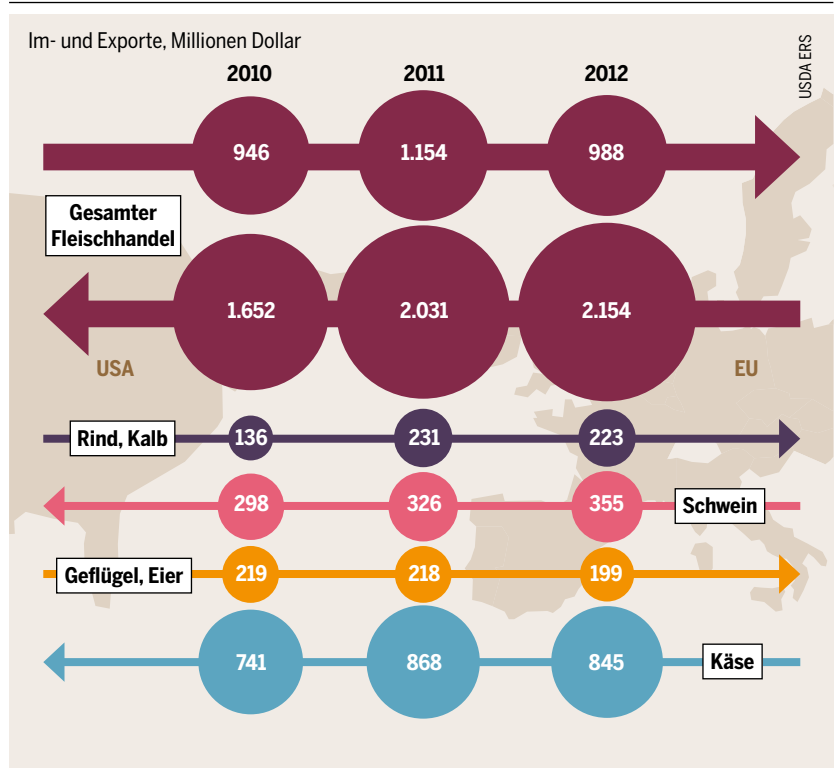 Im- und Exporte, Millionen Dollar
USDA ERS
2010 2011 2012
946 1.154 988
Gesamter
Fleischhandel
1.652 2.031 2.154
USA EU
Rind, Kalb 136 231 223
298 326 355 Schwein
Geflügel, Eier 219 218 199
741 868 845 Käse